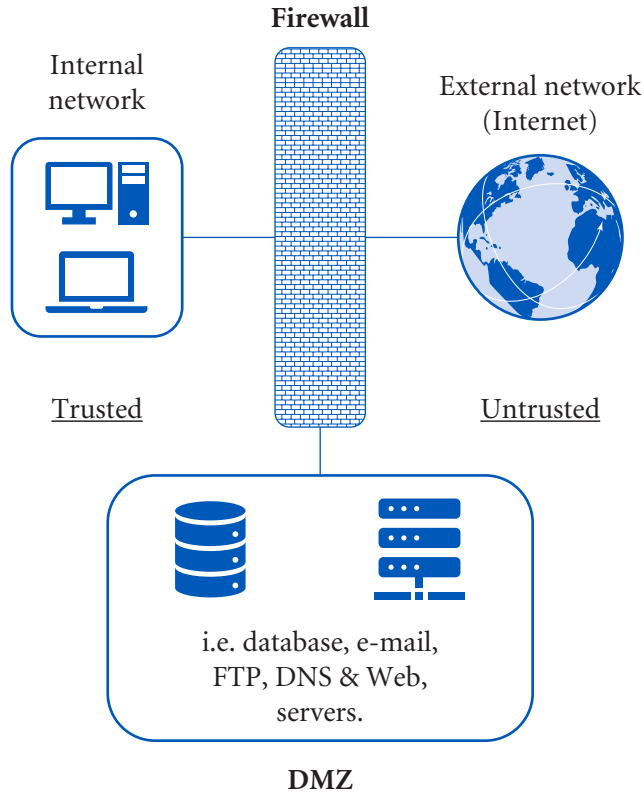 Firewall
Internal
network
External network
(Internet)
Trusted
Untrusted
i.e. database, e-mail,
FTP, DNS & Web,
servers.
DMZ